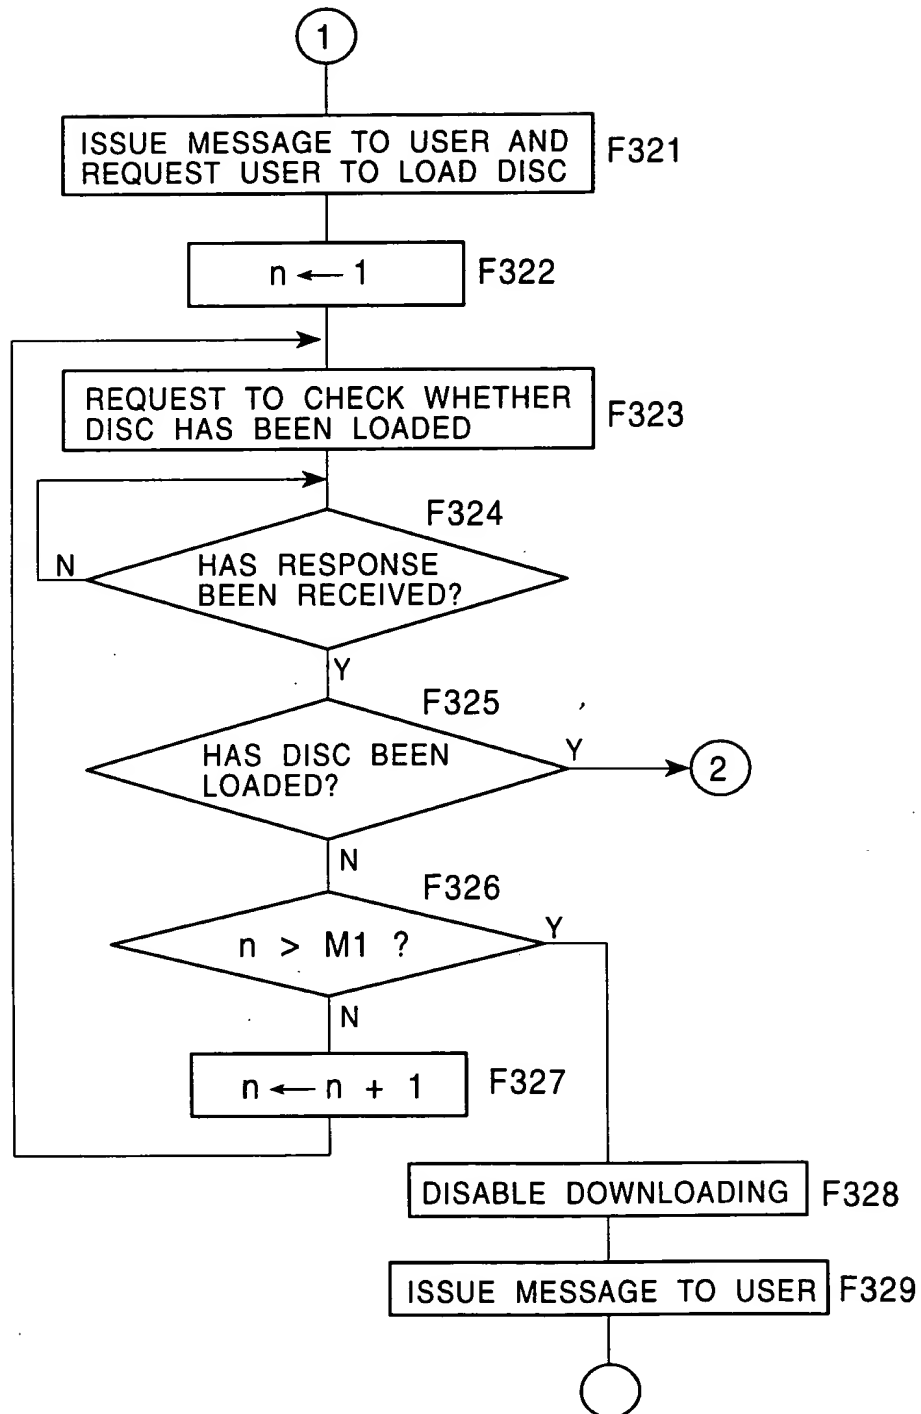 1
ISSUE MESSAGE TO USER AND
REQUEST USER TO LOAD DISC
F321
n ← 1
F322
REQUEST TO CHECK WHETHER
DISC HAS BEEN LOADED
F323
F324
HAS RESPONSE
BEEN RECEIVED?
N
Y
F325
HAS DISC BEEN
LOADED?
Y
2
N
F326
n > M1 ?
Y
N
n ← n + 1
F327
DISABLE DOWNLOADING
F328
ISSUE MESSAGE TO USER
F329